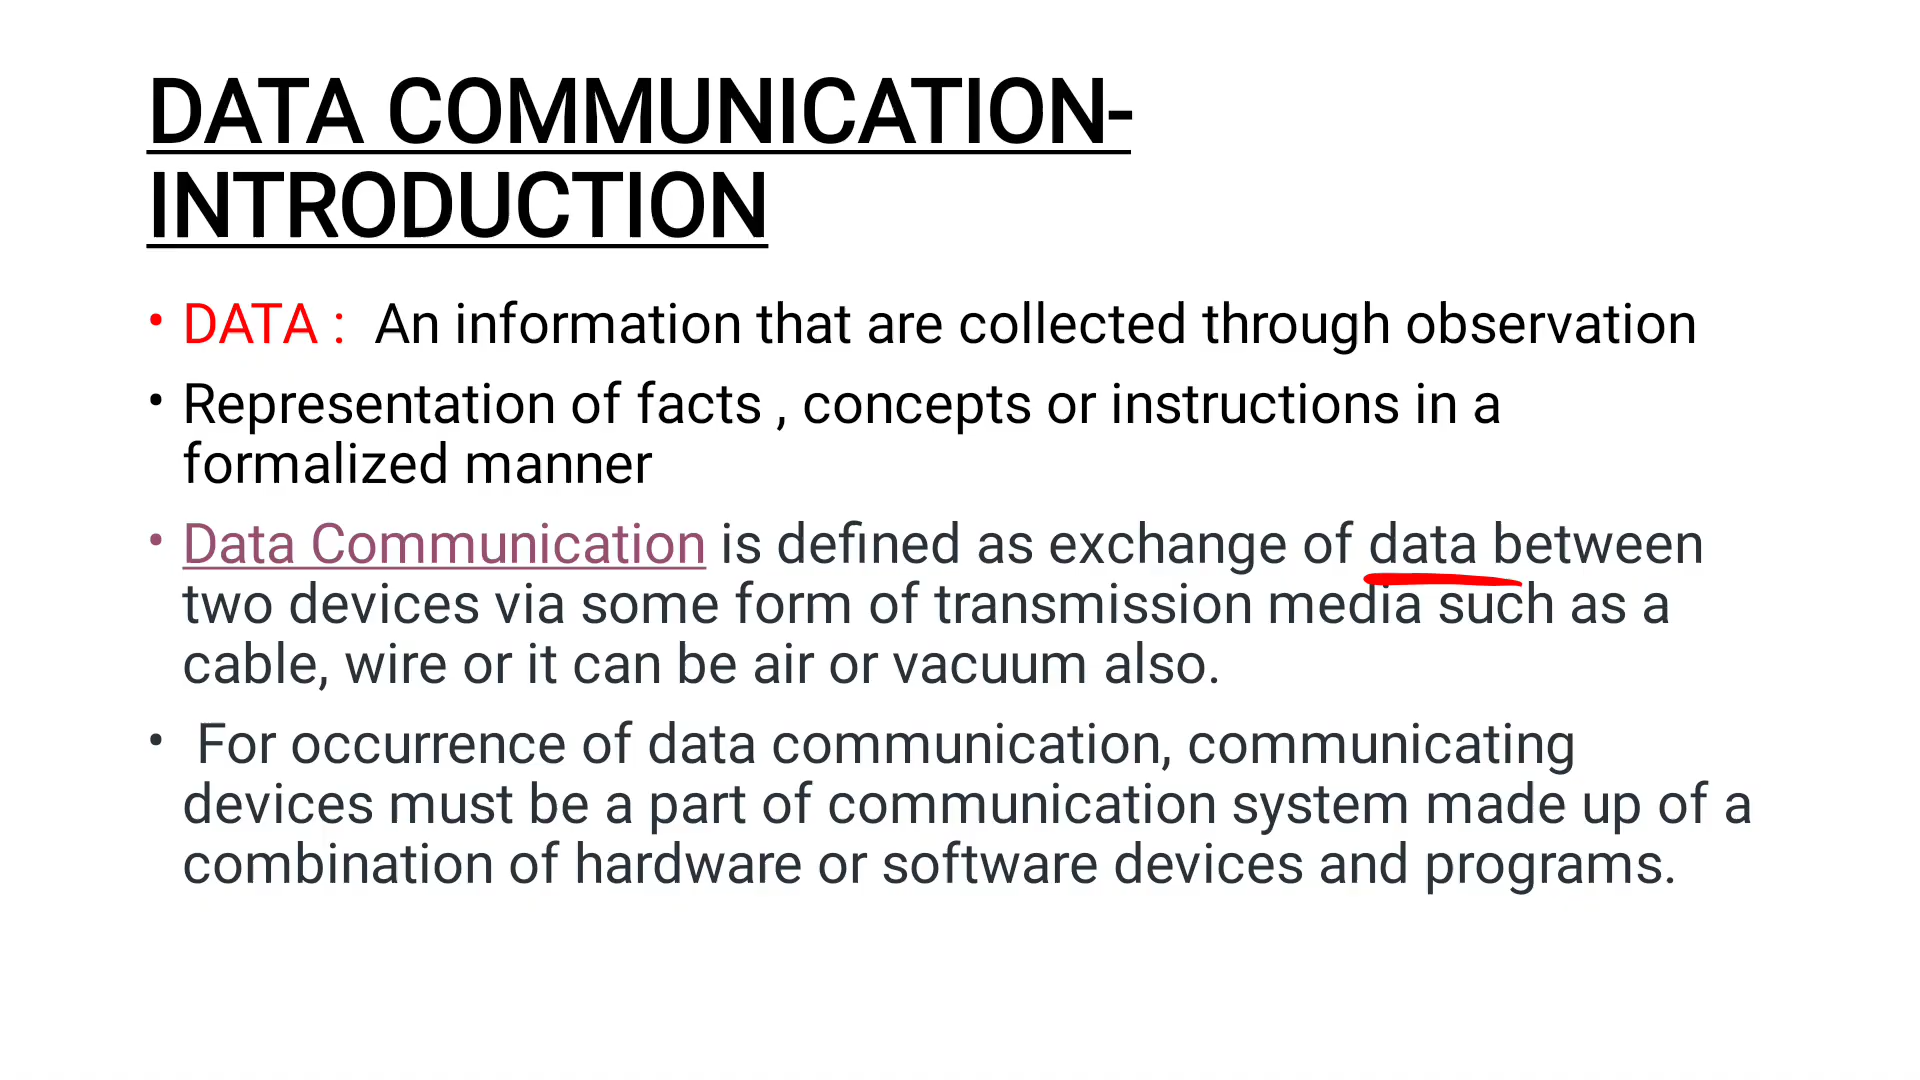 DATA COMMUNICATION-
INTRODUCTION
• DATA : An information that are collected through observation
• Representation of facts , concepts or instructions in a
formalized manner
• Data Communication is defined as exchange of data between
two devices via some form of transmission media such as a
cable, wire or it can be air or vacuum also.
• For occurrence of data communication, communicating
devices must be a part of communication system made up of a
combination of hardware or software devices and programs.